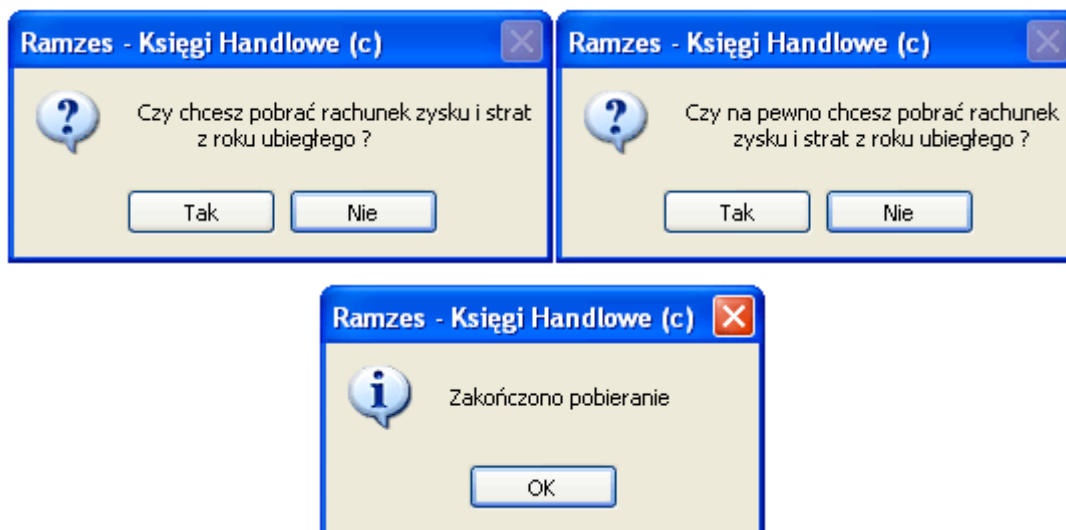 Ramzes - Księgi Handlowe (c)
Czy chcesz pobrać rachunek zysku i strat
z roku ubiegłego ?
Tak
Nie
Ramzes - Księgi Handlowe (c)
Czy na pewno chcesz pobrać rachunek
zysku i strat z roku ubiegłego ?
Tak
Nie
Ramzes - Księgi Handlowe (c)
Zakończono pobieranie
OK